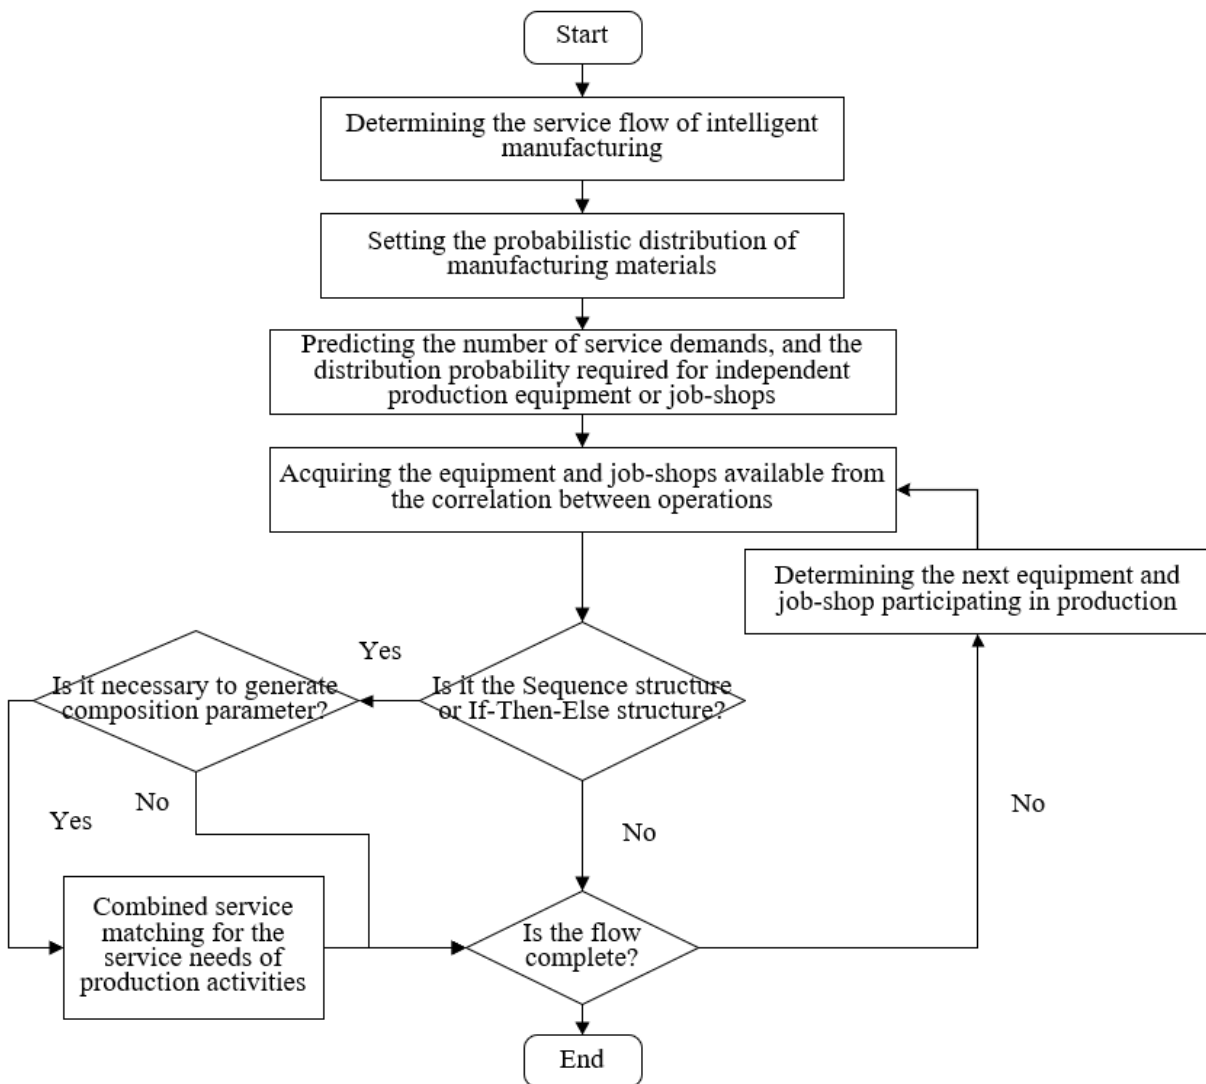 Start
Determining the service flow of intelligent
manufacturing
Setting the probabilistic distribution of
manufacturing materials
Predicting the number of service demands, and the
distribution probability required for independent
production equipment or job-shops
Acquiring the equipment and job-shops available from
the correlation between operations
Determining the next equipment and
job-shop participating in production
Yes
Is it necessary to generate
composition parameter?
Is it the Sequence structure
or If-Then-Else structure?
No
Yes
No
No
Combined service
matching for the
service needs of
production activities
Is the flow
complete?
End